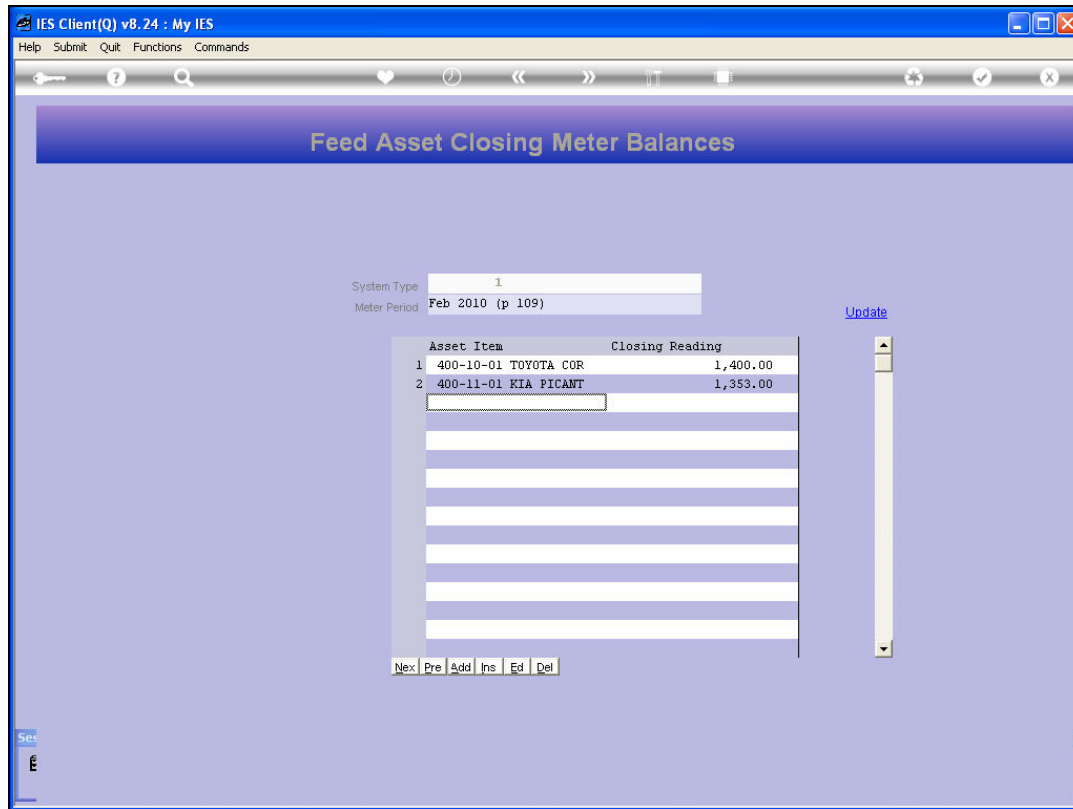 IES Client(Q) v8.24 : My IES
Help Submit Quit Functions Commands
Feed Asset Closing Meter Balances
System Type 1
Meter Period Feb 2010 (p 109)
Update
Asset Item Closing Reading
1 400-10-01 TOYOTA COR 1,400.00
2 400-11-01 KIA PICANT 1,353.00
Nex Pre Add Ins Ed Del
Ses